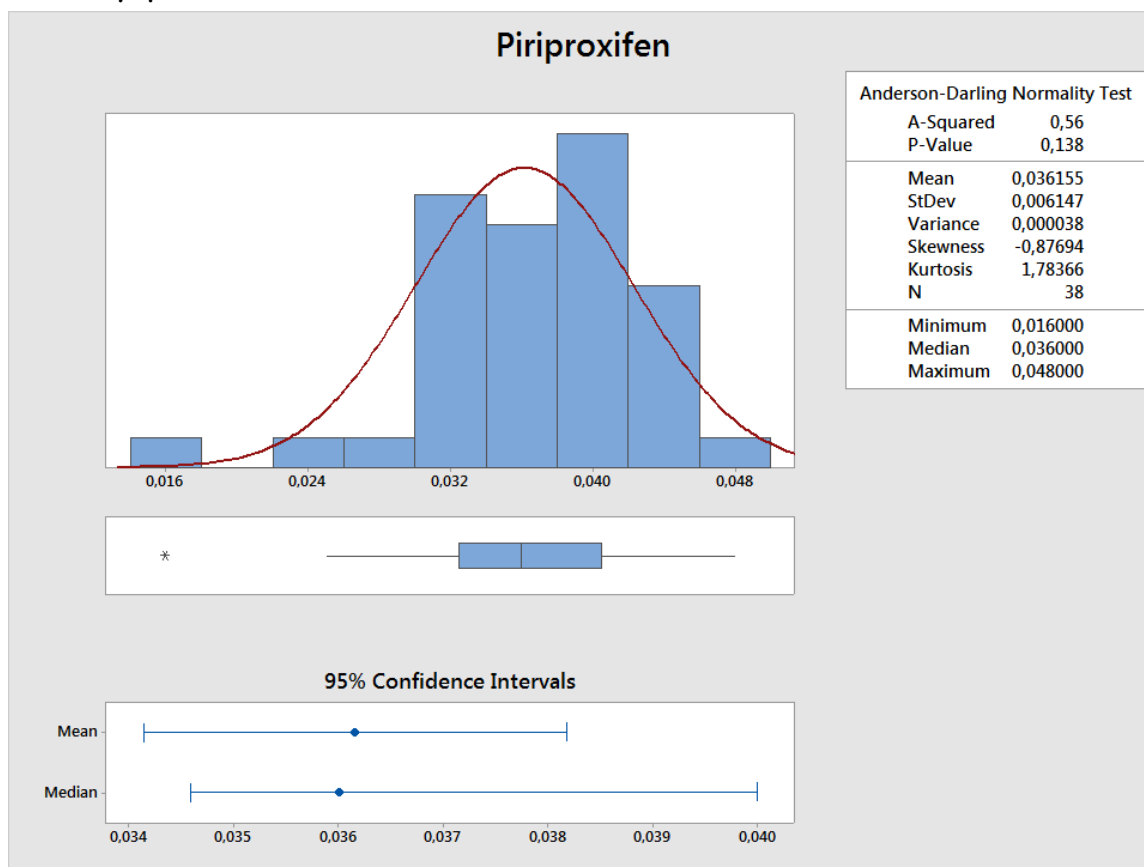 Piriproxifen
Anderson-Darling Normality Test
A-Squared 0,56
P-Value 0,138
Mean 0,036155
StDev 0,006147
Variance 0,000038
Skewness -0,87694
Kurtosis 1,78366
N 38
Minimum 0,016000
Median 0,036000
Maximum 0,048000
0,016 0,024 0,032 0,040 0,048
*
95% Confidence Intervals
Mean
Median
0,034 0,035 0,036 0,037 0,038 0,039 0,040